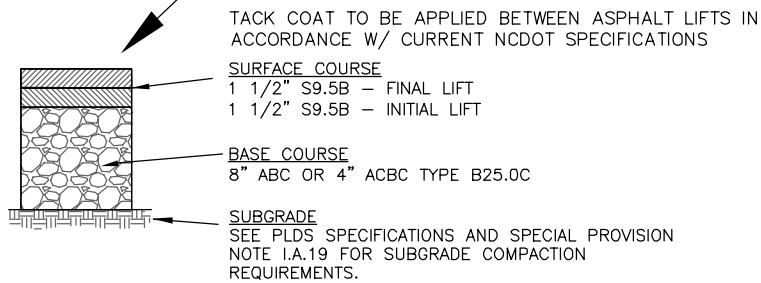 TACK COAT TO BE APPLIED BETWEEN ASPHALT LIFTS IN
ACCORDANCE W/ CURRENT NCDOT SPECIFICATIONS
SURFACE COURSE
1 1/2" S9.5B – FINAL LIFT
1 1/2" S9.5B – INITIAL LIFT
BASE COURSE
8" ABC OR 4" ACBC TYPE B25.0C
SUBGRADE
SEE PLDS SPECIFICATIONS AND SPECIAL PROVISION
NOTE I.A.19 FOR SUBGRADE COMPACTION
REQUIREMENTS.